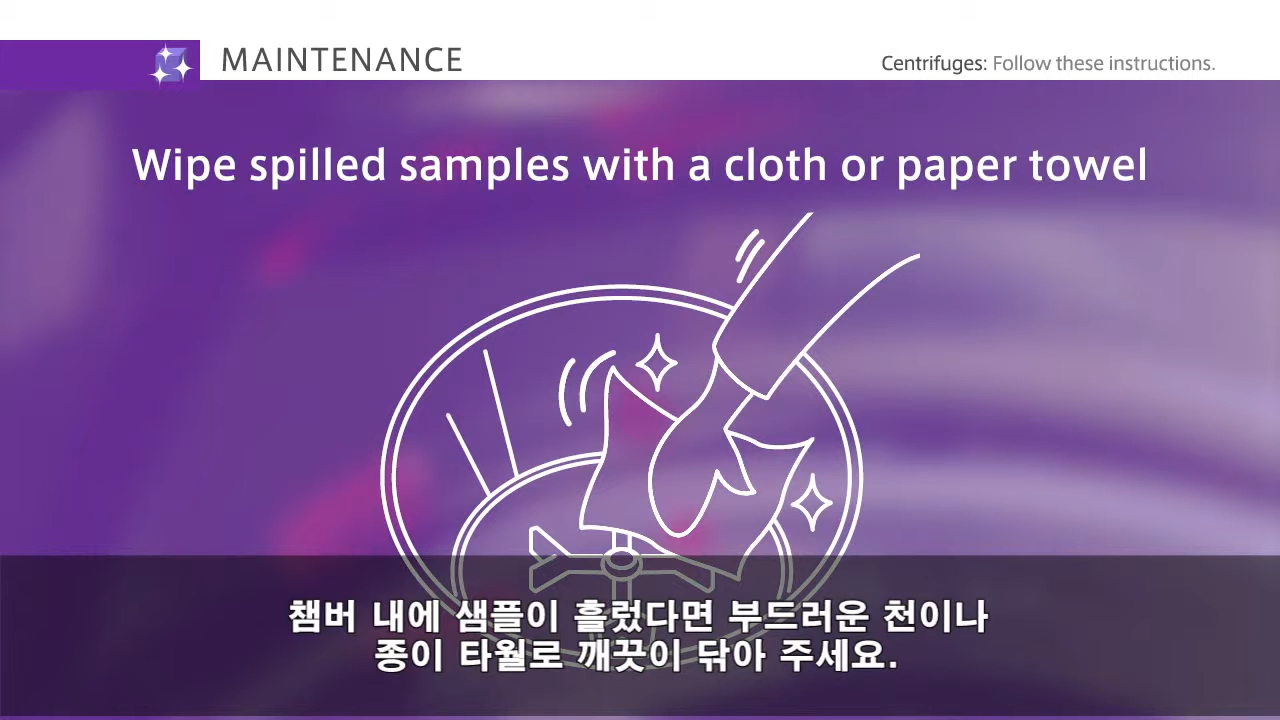 MAINTENANCE
Centrifuges: Follow these instructions.
Wipe spilled samples with a cloth or paper towel
챔버 내에 샘플이 흘렀다면 부드러운 천이나
종이 타월로 깨끗이 닦아 주세요.